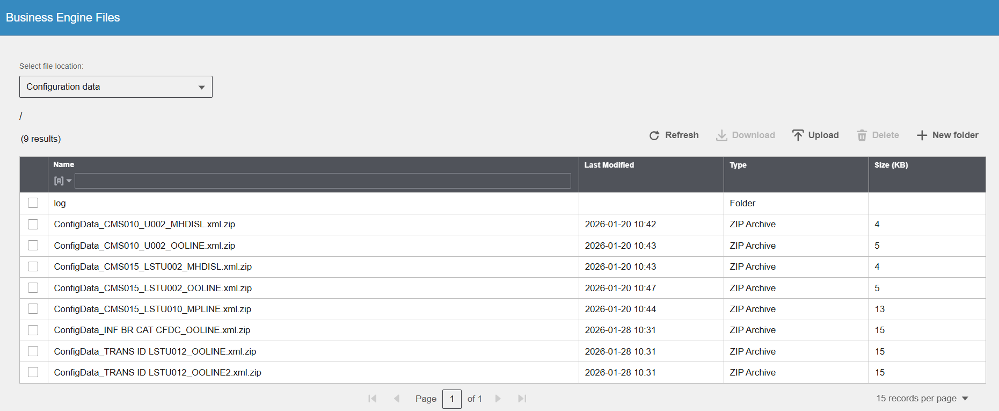 Business Engine Files
Select file location:
Configuration data
/
(9 results)
Refresh Download Upload Delete New folder
Name Last Modified Type Size (KB)
[A]
log Folder
ConfigData_CMS010_U002_MHDISL.xml.zip 2026-01-20 10:42 ZIP Archive 4
ConfigData_CMS010_U002_OOLINE.xml.zip 2026-01-20 10:43 ZIP Archive 5
ConfigData_CMS015_LSTU002_MHDISL.xml.zip 2026-01-20 10:43 ZIP Archive 4
ConfigData_CMS015_LSTU002_OOLINE.xml.zip 2026-01-20 10:47 ZIP Archive 5
ConfigData_CMS015_LSTU010_MPLINE.xml.zip 2026-01-20 10:44 ZIP Archive 13
ConfigData_INF BR CAT CFDC_OOLINE.xml.zip 2026-01-28 10:31 ZIP Archive 15
ConfigData_TRANS ID LSTU012_OOLINE.xml.zip 2026-01-28 10:31 ZIP Archive 15
ConfigData_TRANS ID LSTU012_OOLINE2.xml.zip 2026-01-28 10:31 ZIP Archive 15
Page 1 of 1 15 records per page